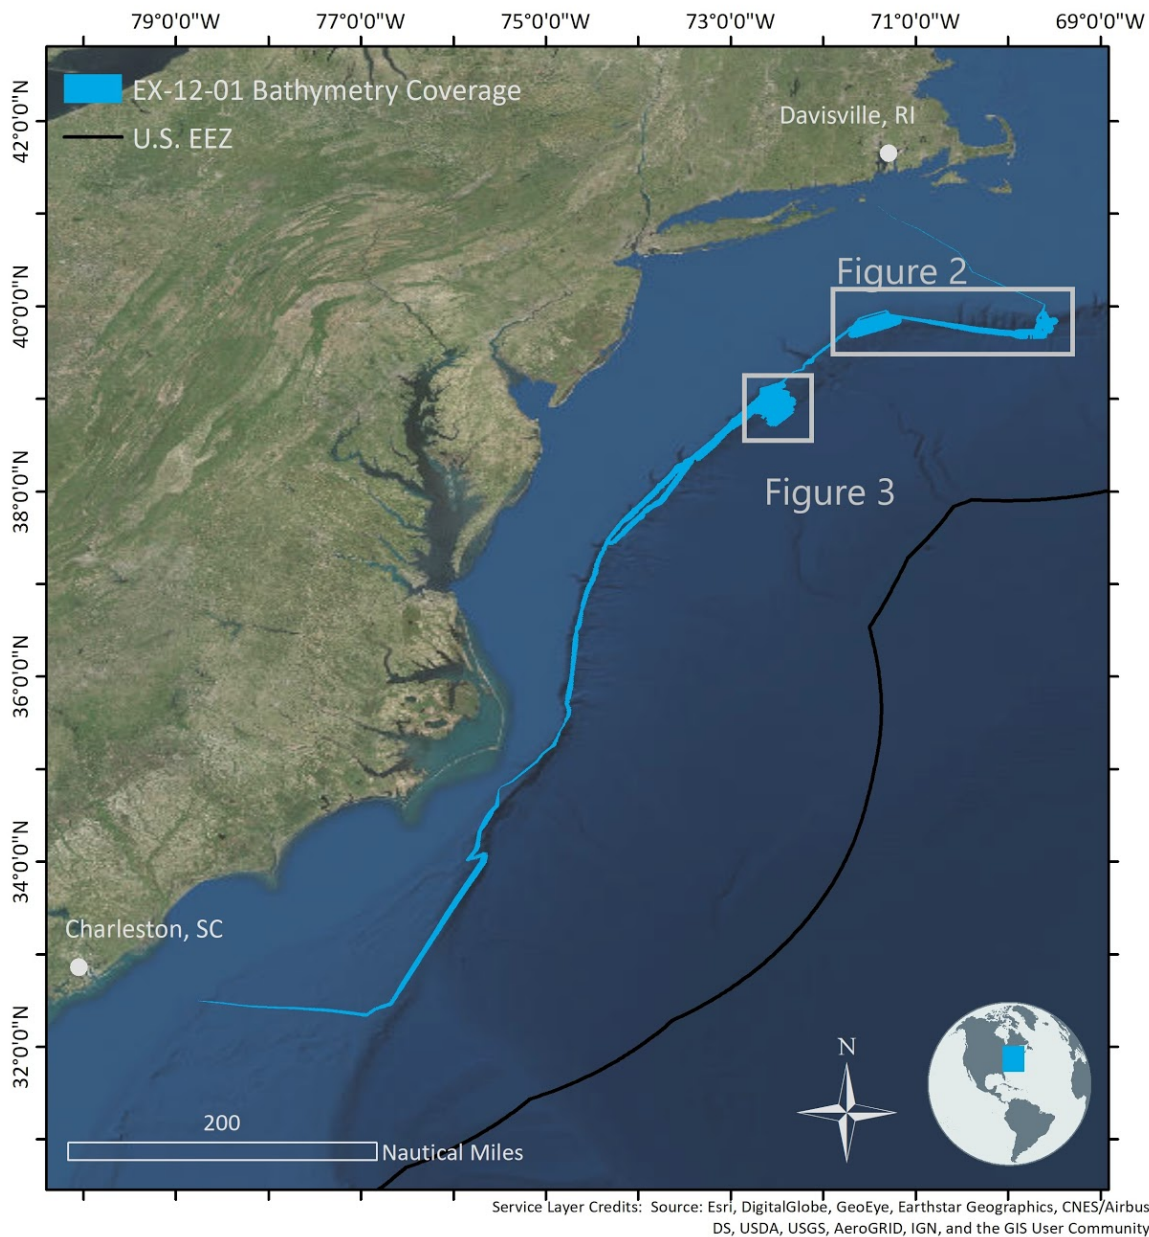 79°0'0"W 77°0'0"W 75°0'0"W 73°0'0"W 71°0'0"W 69°0'0"W
EX-12-01 Bathymetry Coverage
U.S. EEZ
Davisville, RI
42°0'0"N
Figure 2
40°0'0"N
38°0'0"N
Figure 3
36°0'0"N
34°0'0"N
Charleston, SC
32°0'0"N
N
200
Nautical Miles
Service Layer Credits: Source: Esri, DigitalGlobe, GeoEye, Earthstar Geographics, CNES/Airbus
DS, USDA, USGS, AeroGRID, IGN, and the GIS User Community